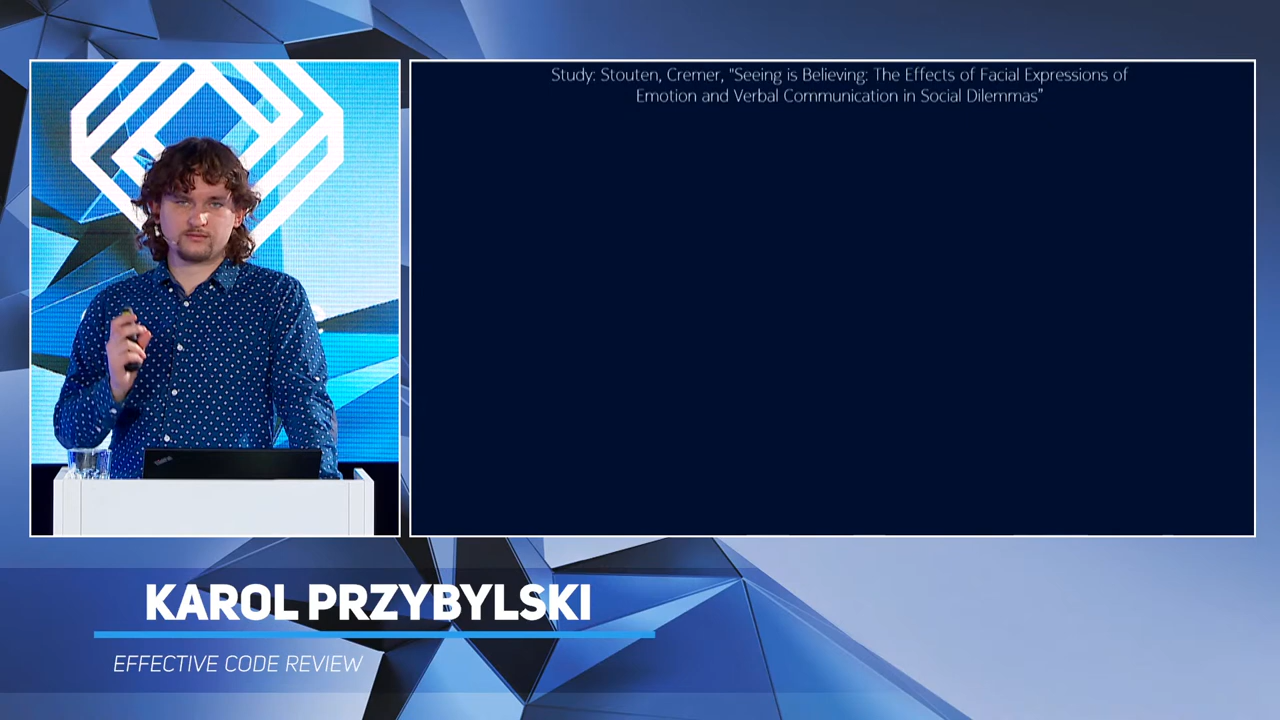 Study: Stouten, Cremer, "Seeing is Believing: The Effects of Facial Expressions of
Emotion and Verbal Communication in Social Dilemmas"
KAROL PRZYBYLSKI
EFFECTIVE CODE REVIEW